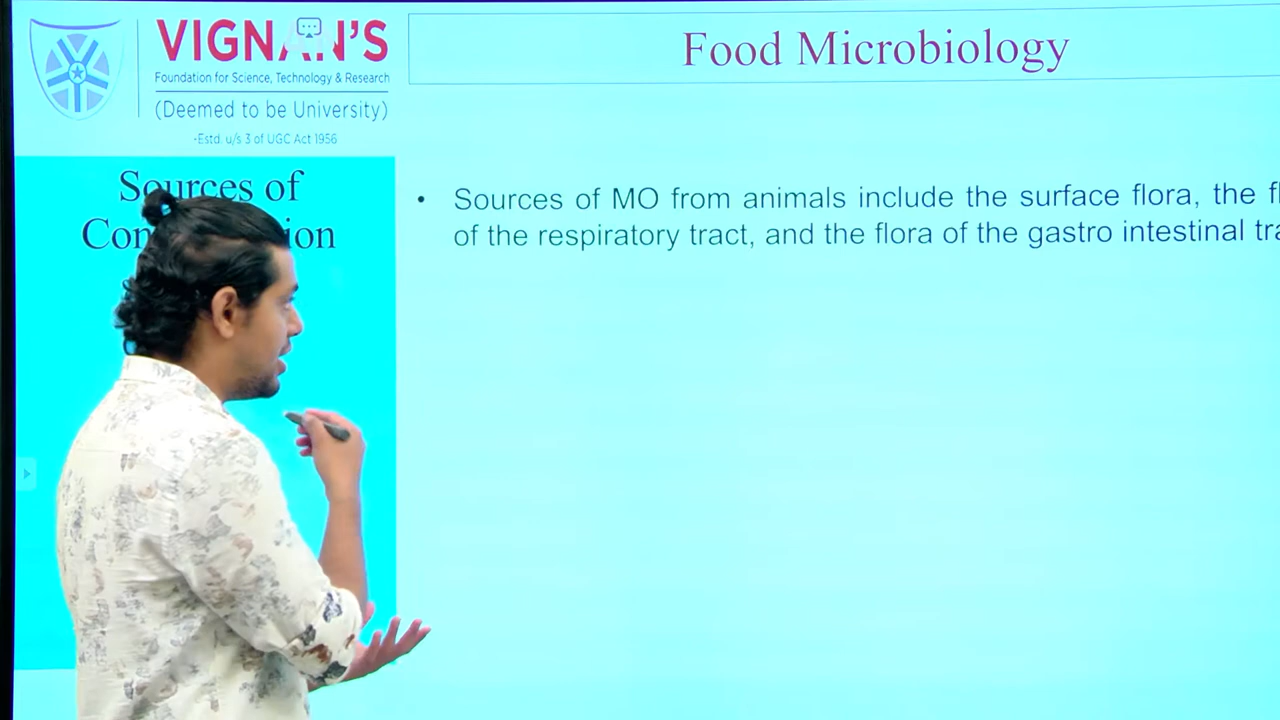 VIGNAN'S
Foundation for Science, Technology & Research
(Deemed to be University)
-Estd. u/s 3 of UGC Act 1956
Food Microbiology
Sources of
• Sources of MO from animals include the surface flora, the
of the respiratory tract, and the flora of the gastro intestinal